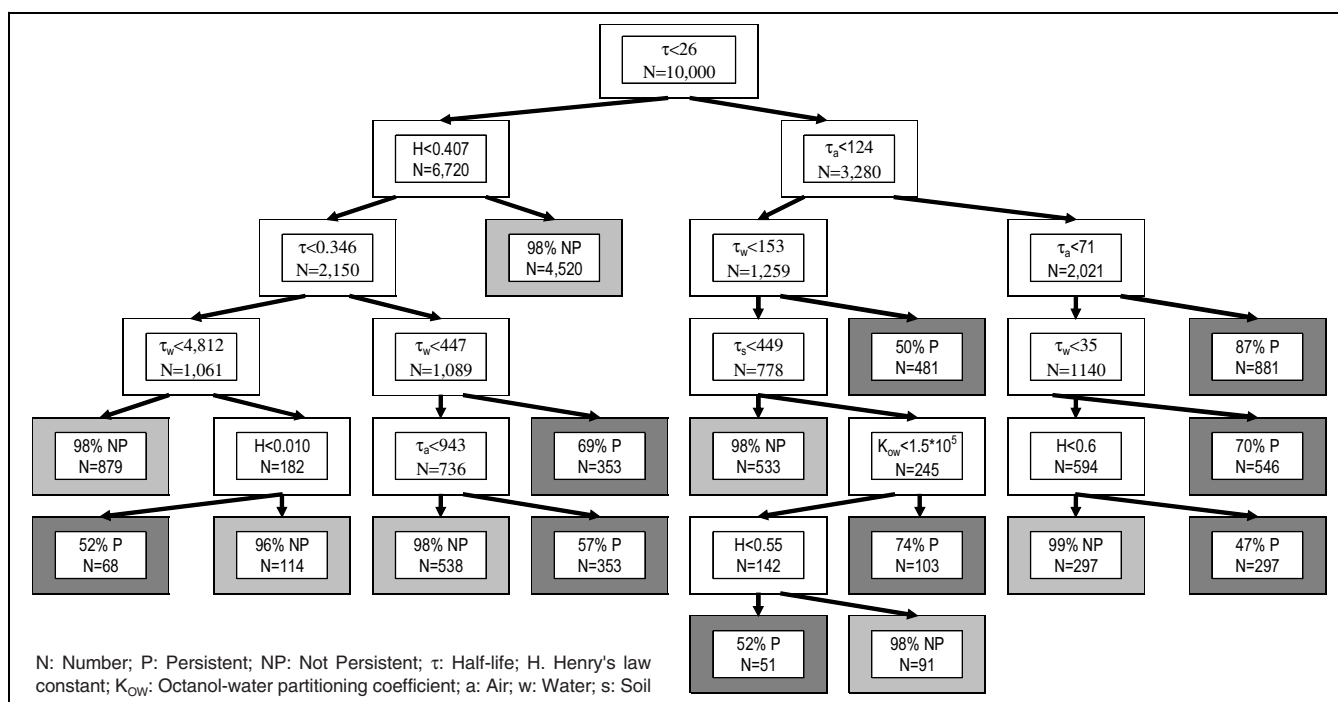 τ<26
N=10,000
H<0.407
N=6,720
τₐ<124
N=3,280
τ<0.346
N=2,150
98% NP
N=4,520
τw<153
N=1,259
τₐ<71
N=2,021
τw<4,812
N=1,061
τw<447
N=1,089
τₛ<449
N=778
50% P
N=481
τw<35
N=1140
87% P
N=881
98% NP
N=879
H<0.010
N=182
τₐ<943
N=736
69% P
N=353
98% NP
N=533
Kow<1.5*10⁵
N=245
H<0.6
N=594
70% P
N=546
52% P
N=68
96% NP
N=114
98% NP
N=538
57% P
N=353
H<0.55
N=142
74% P
N=103
99% NP
N=297
47% P
N=297
52% P
N=51
98% NP
N=91
N: Number; P: Persistent; NP: Not Persistent; τ: Half-life; H. Henry's law
constant; KOW: Octanol-water partitioning coefficient; a: Air; w: Water; s: Soil